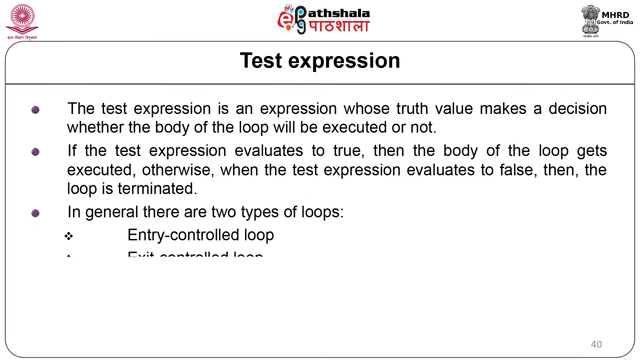 Pathshala
पाठशाला
MHRD
Govt. of India
Test expression
The test expression is an expression whose truth value makes a decision
whether the body of the loop will be executed or not.
If the test expression evaluates to true, then the body of the loop gets
executed, otherwise, when the test expression evaluates to false, then, the
loop is terminated.
In general there are two types of loops:
Entry-controlled loop
Exit-controlled loop
40